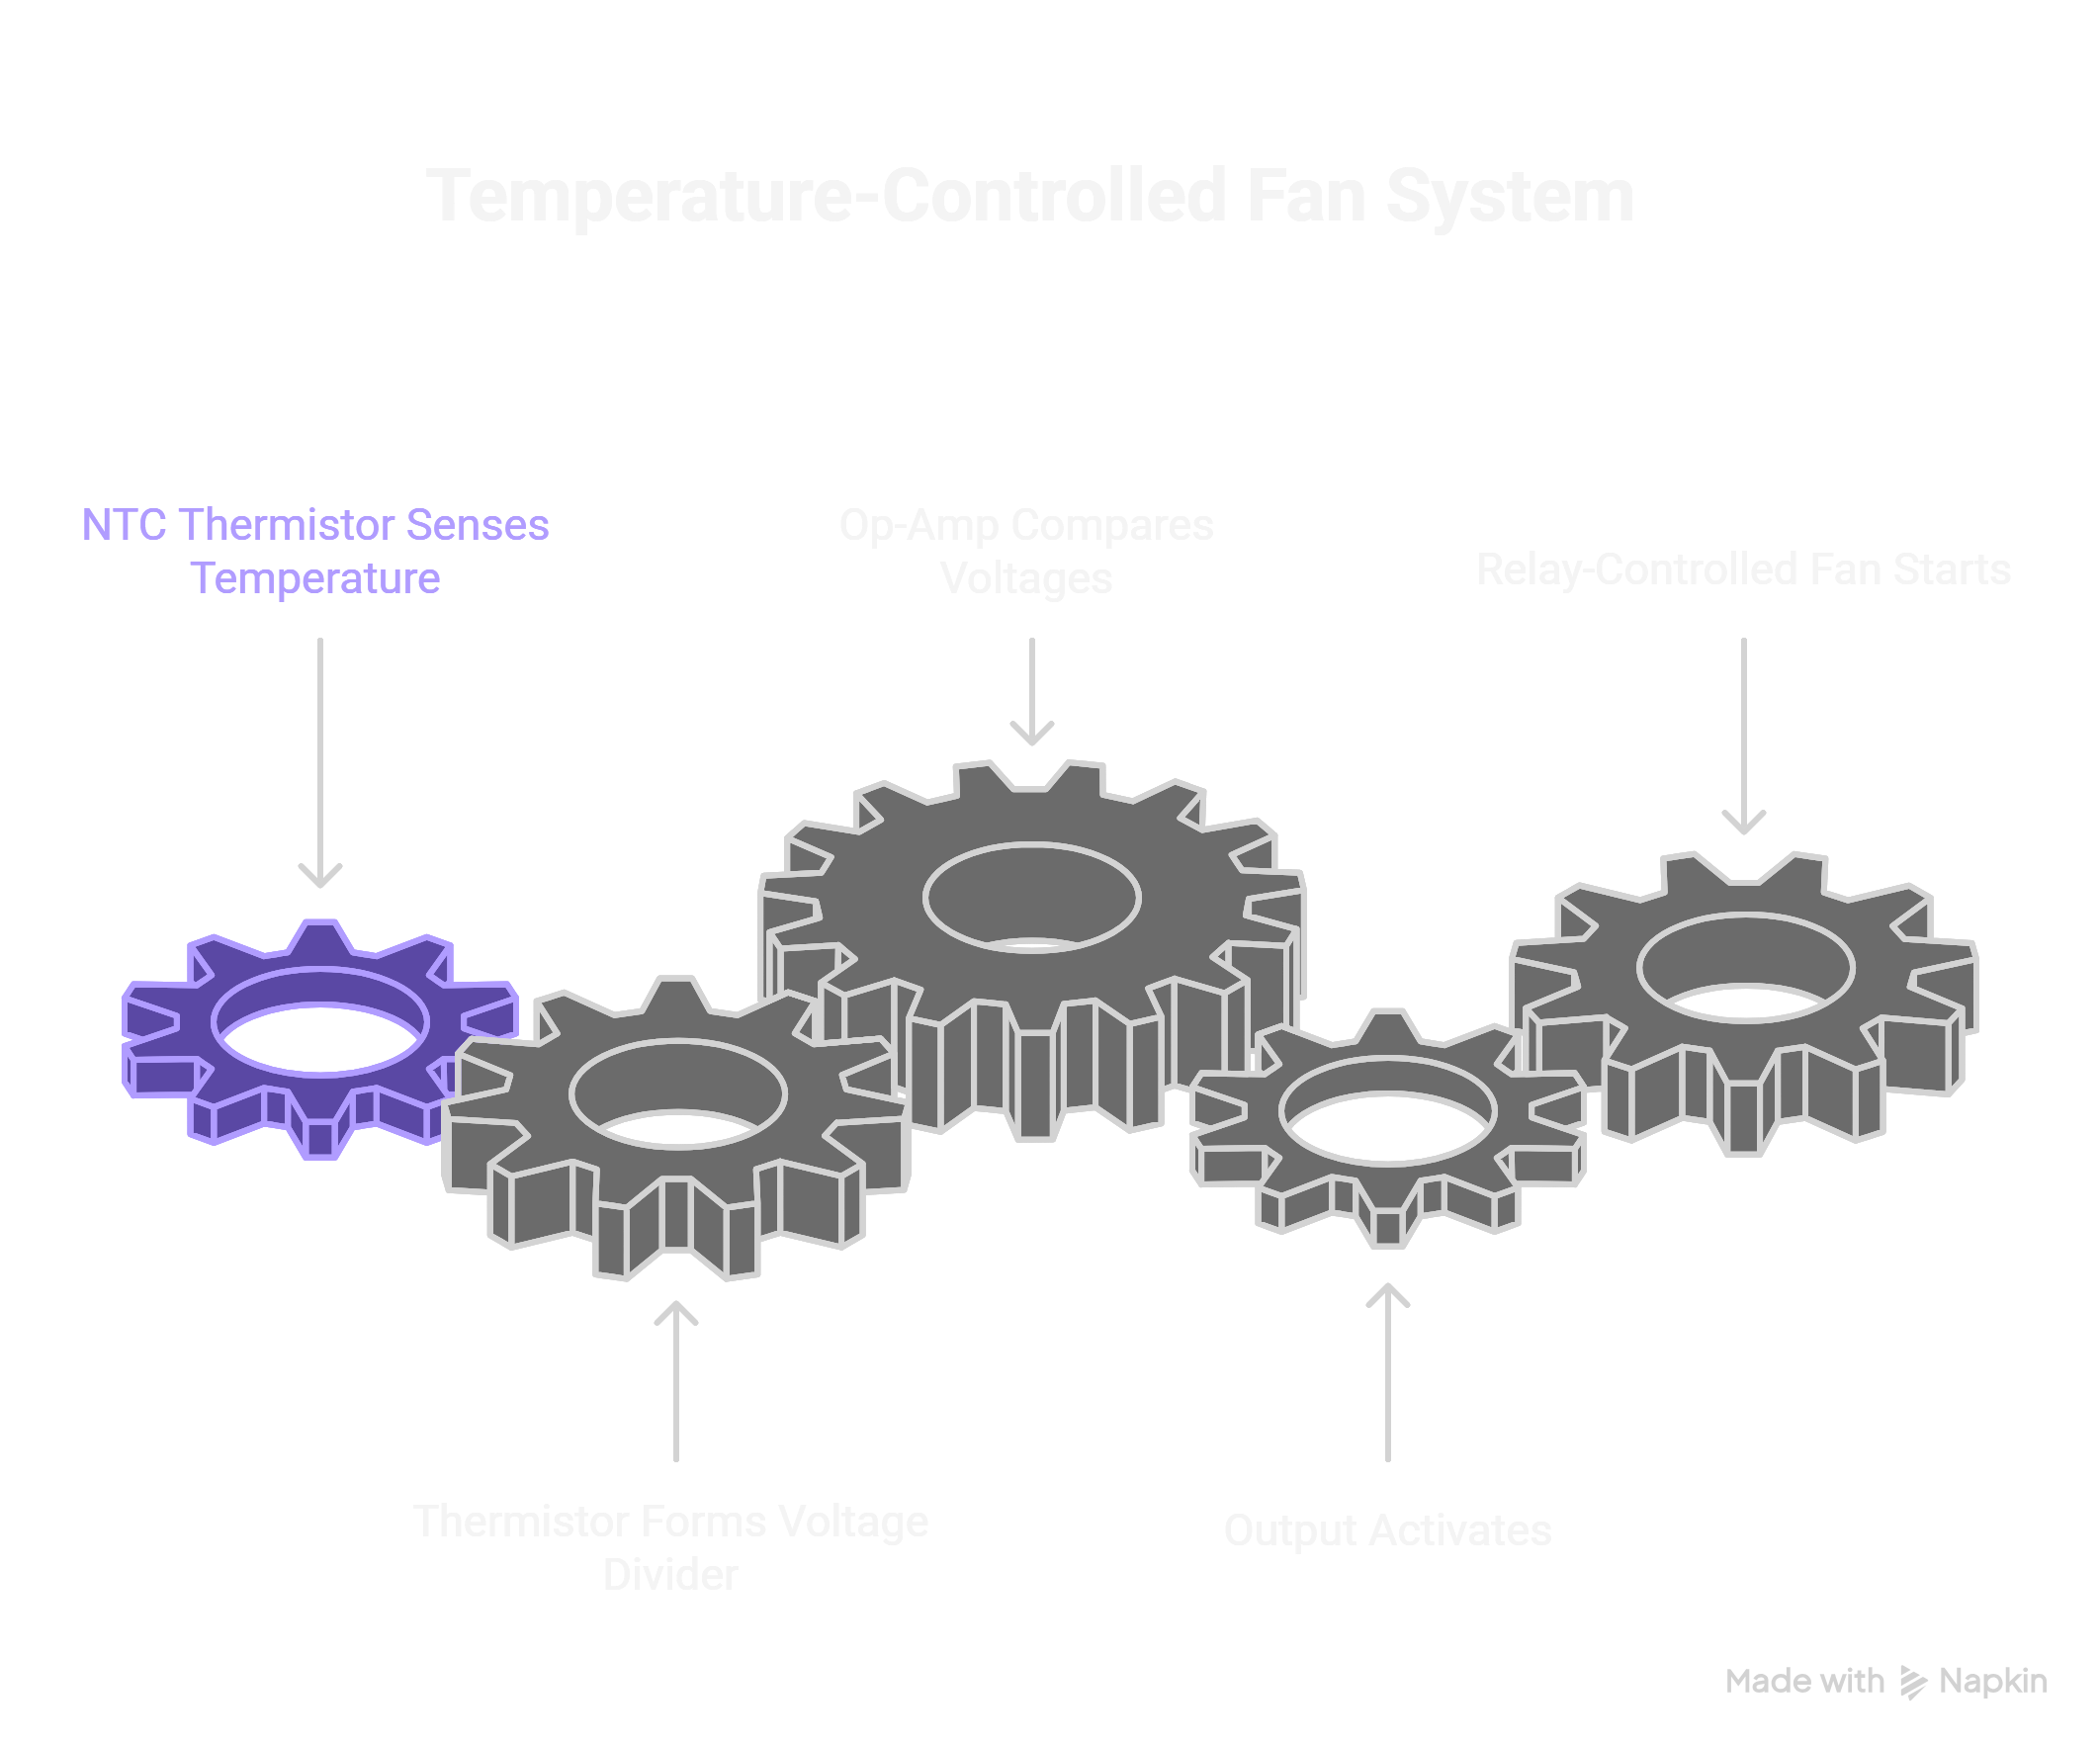 Temperature-Controlled Fan System
NTC Thermistor Senses
Temperature
Op-Amp Compares
Voltages
Relay-Controlled Fan Starts
Thermistor Forms Voltage
Divider
Output Activates
Made with Napkin